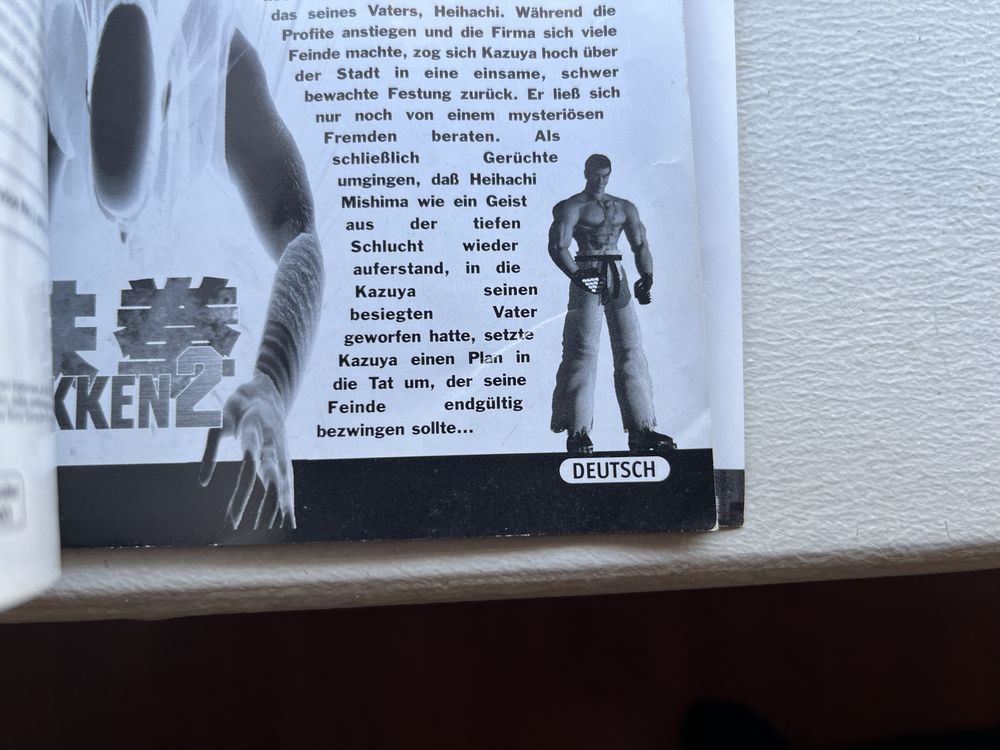 das seines Vaters, Heihachi. Während die
Profite anstiegen und die Firma sich viele
Feinde machte, zog sich Kazuya hoch über
der Stadt in eine einsame, schwer
bewachte Festung zurück. Er ließ sich
nur noch von einem mysteriösen
Fremden beraten. Als
schließlich Gerüchte
umgingen, daß Heihachi
Mishima wie ein Geist
aus der tiefen
Schlucht wieder
auferstand, in die
Kazuya seinen
besiegten Vater
geworfen hatte, setzte
Kazuya einen Plan in
die Tat um, der seine
Feinde endgültig
bezwingen sollte...
拳
KKEN2
DEUTSCH